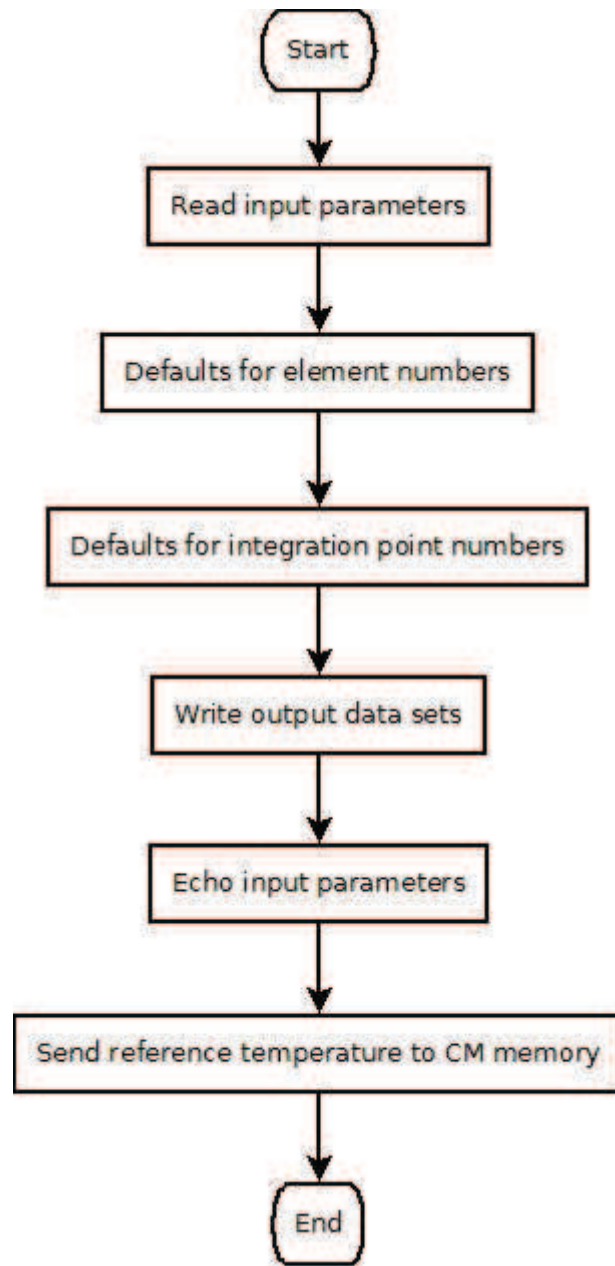 Start
Read input parameters
Defaults for element numbers
Defaults for integration point numbers
Write output data sets
Echo input parameters
Send reference temperature to CM memory
End